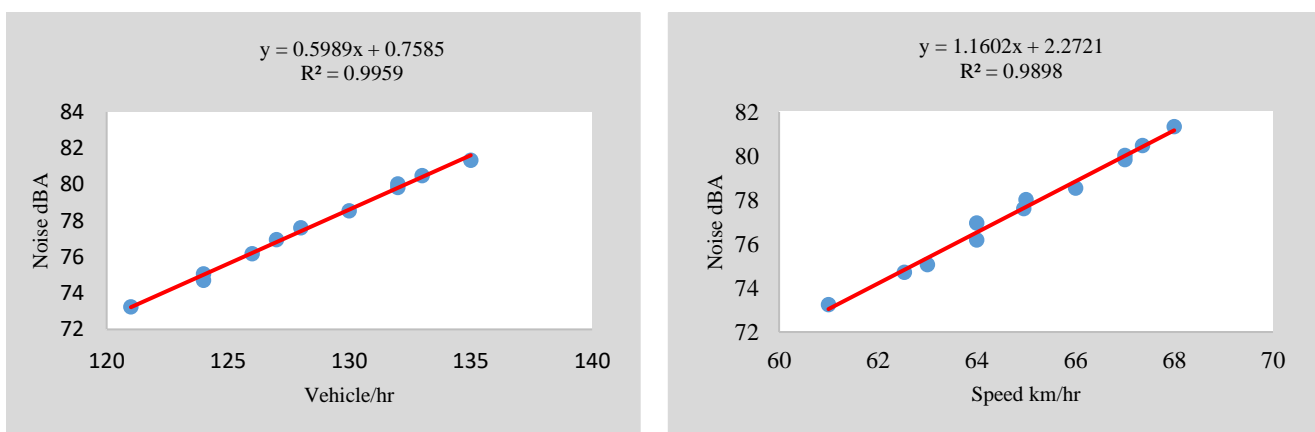 y = 0.5989x + 0.7585
R² = 0.9959
84
82
80
78
76
74
72
Noise dBA
120 125 130 135 140
Vehicle/hr
y = 1.1602x + 2.2721
R² = 0.9898
82
80
78
76
74
72
Noise dBA
60 62 64 66 68 70
Speed km/hr